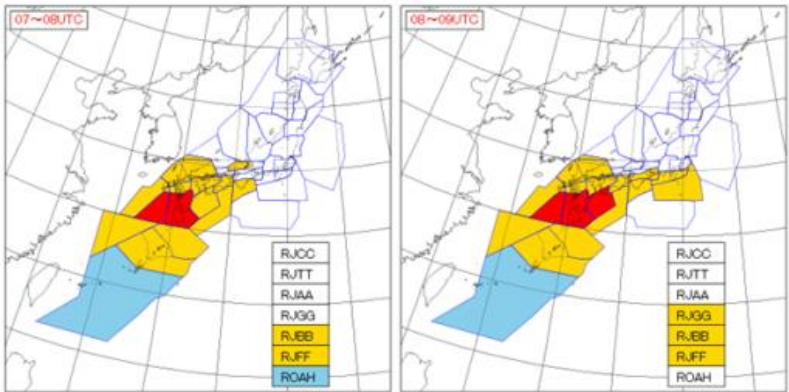 07～08UTC
RJCC
RJTT
RJAA
RJGG
RJBB
RJFF
ROAH
08～09UTC
RJCC
RJTT
RJAA
RJGG
RJBB
RJFF
ROAH